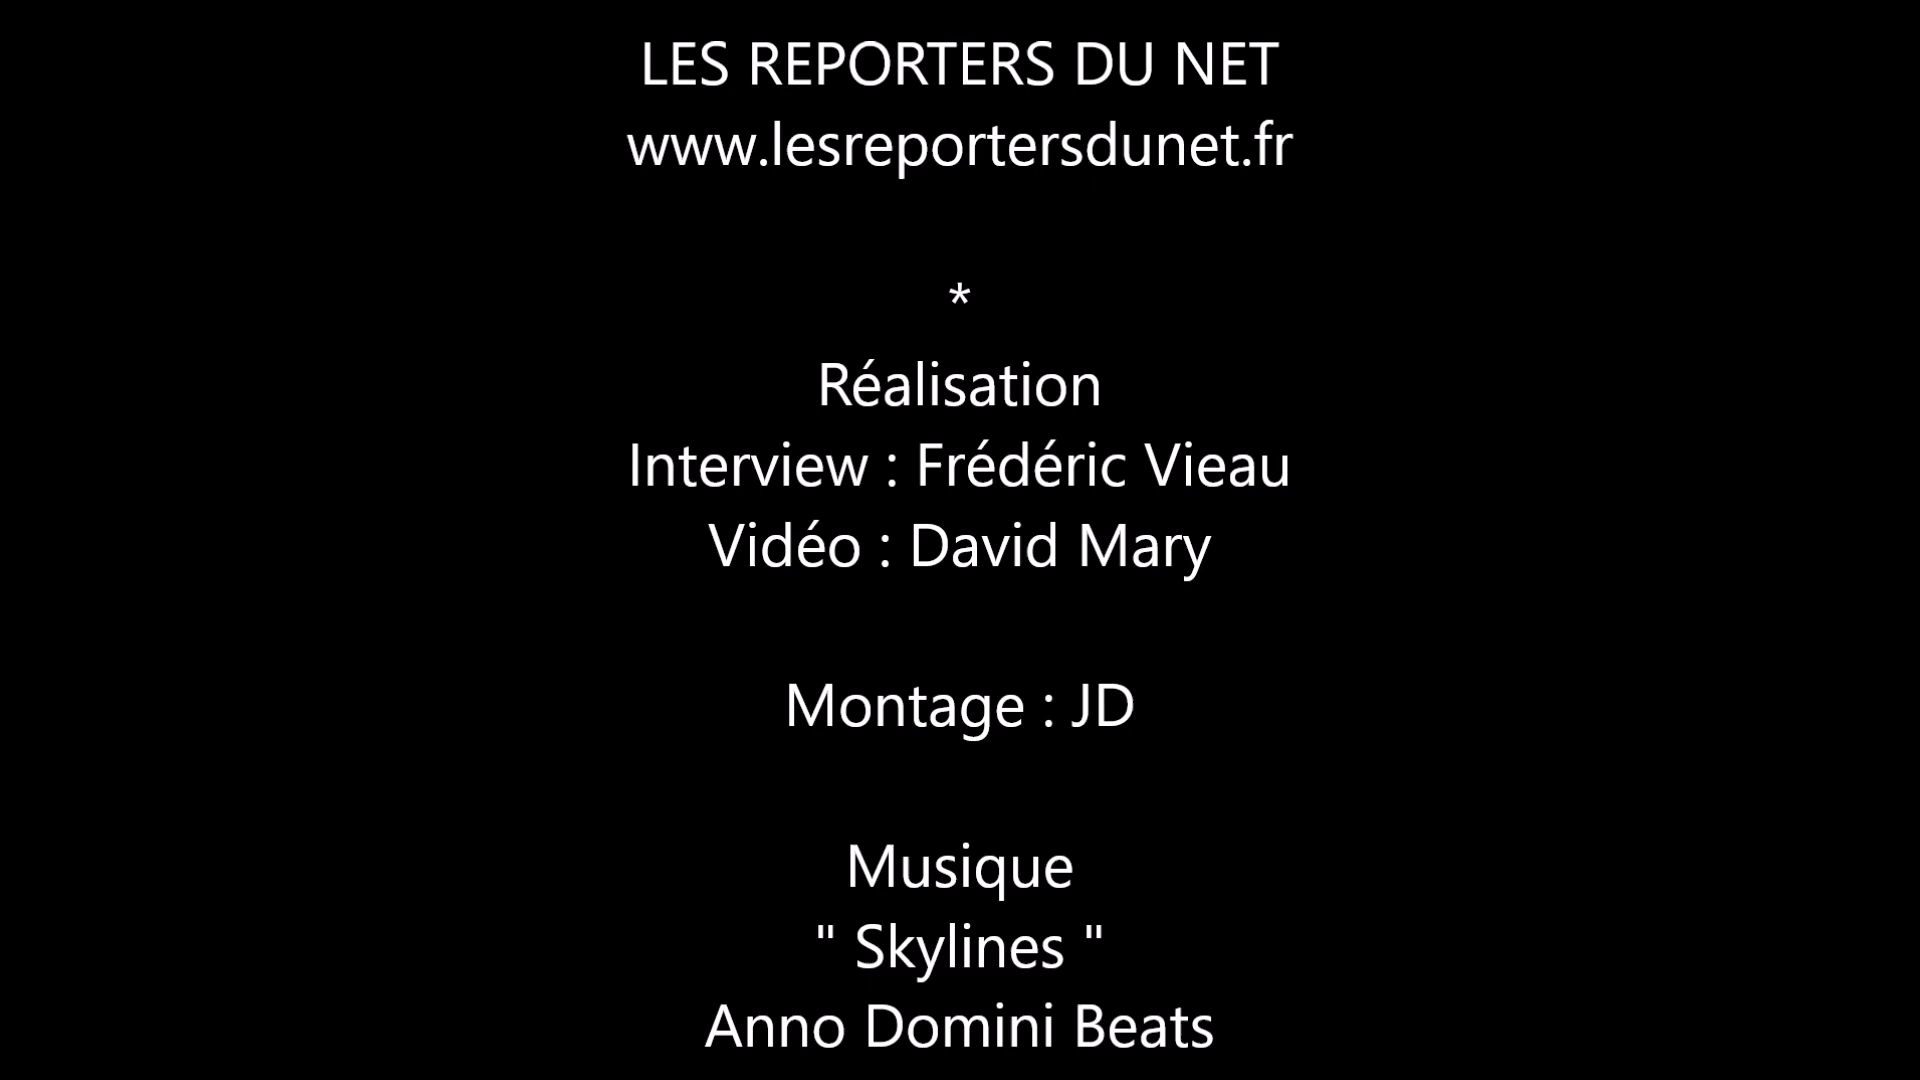 LES REPORTERS DU NET
www.lesreportersdunet.fr
*
Réalisation
Interview : Frédéric Vieau
Vidéo : David Mary
Montage : JD
Musique
" Skylines "
Anno Domini Beats